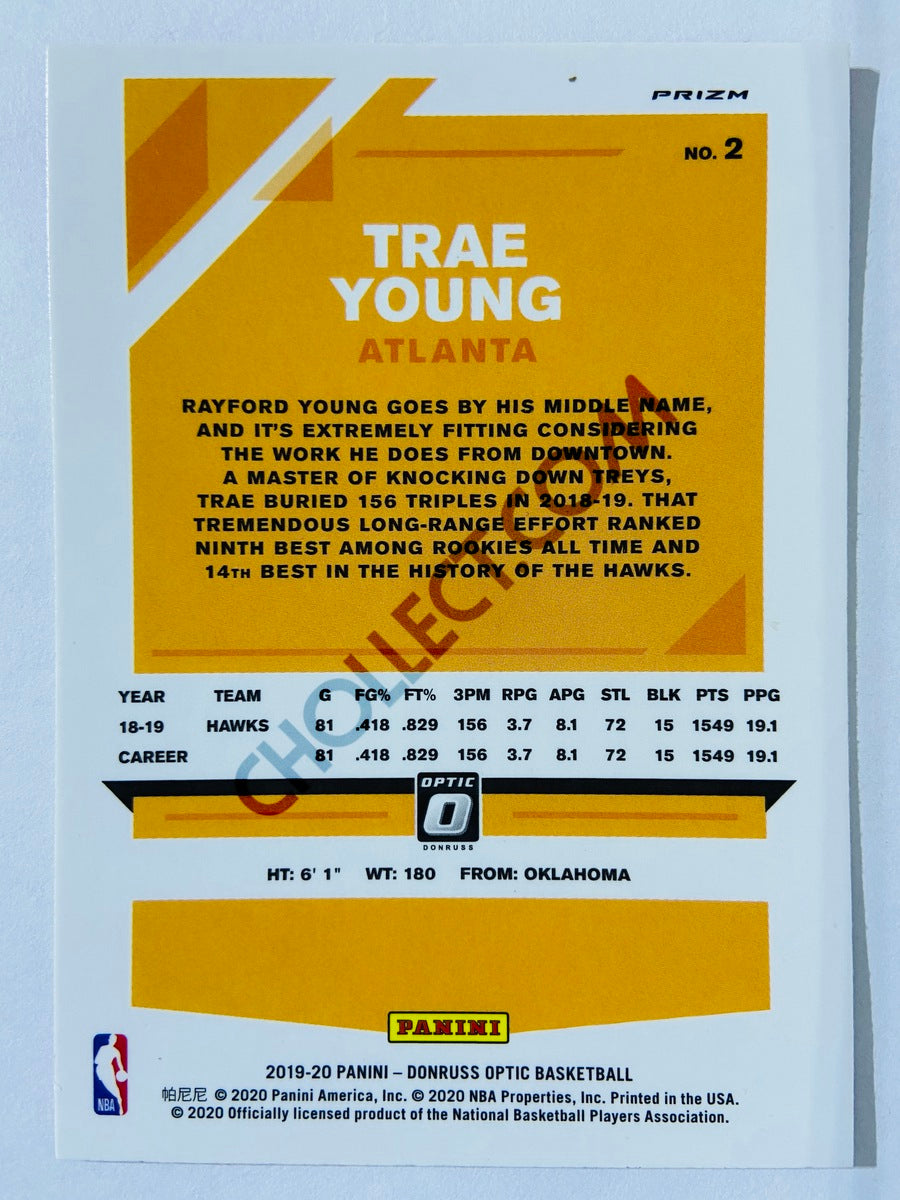 PRIZM
NO. 2
TRAE
YOUNG
ATLANTA
RAYFORD YOUNG GOES BY HIS MIDDLE NAME,
AND IT'S EXTREMELY FITTING CONSIDERING
THE WORK HE DOES FROM DOWNTOWN.
A MASTER OF KNOCKING DOWN TREYS,
TRAE BURIED 156 TRIPLES IN 2018-19. THAT
TREMENDOUS LONG-RANGE EFFORT RANKED
NINTH BEST AMONG ROOKIES ALL TIME AND
14TH BEST IN THE HISTORY OF THE HAWKS.
CHOLLECT.COM
YEAR TEAM G FG% FT% 3PM RPG APG STL BLK PTS PPG
18-19 HAWKS 81 .418 .829 156 3.7 8.1 72 15 1549 19.1
CAREER 81 .418 .829 156 3.7 8.1 72 15 1549 19.1
OPTIC
O
DONRUSS
HT: 6' 1" WT: 180 FROM: OKLAHOMA
PANINI
NBA
2019-20 PANINI – DONRUSS OPTIC BASKETBALL
帕尼尼 © 2020 Panini America, Inc. © 2020 NBA Properties, Inc. Printed in the USA.
© 2020 Officially licensed product of the National Basketball Players Association.